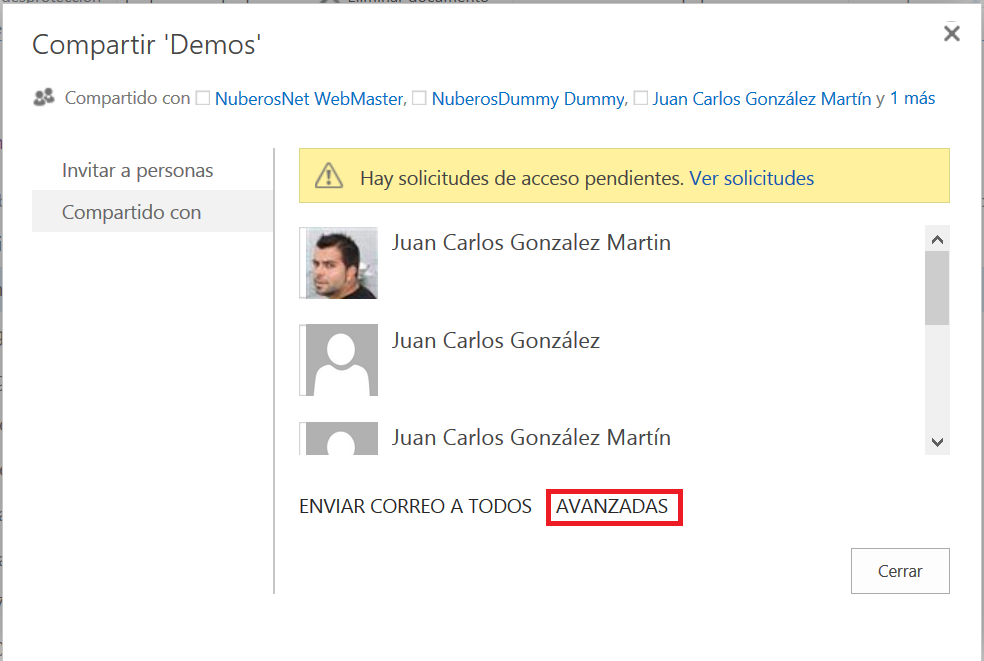 Eliminar documento
Compartir 'Demos'
Compartido con NuberosNet WebMaster, NuberosDummy Dummy, Juan Carlos González Martín y 1 más
Invitar a personas
Compartido con
Hay solicitudes de acceso pendientes. Ver solicitudes
Juan Carlos Gonzalez Martin
Juan Carlos González
Juan Carlos González Martín
ENVIAR CORREO A TODOS AVANZADAS
Cerrar